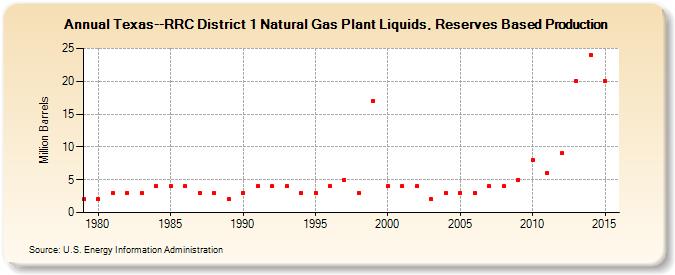 Annual Texas--RRC District 1 Natural Gas Plant Liquids, Reserves Based Production
Million Barrels
25
20
15
10
5
0
1980 1985 1990 1995 2000 2005 2010 2015
Source: U.S. Energy Information Administration